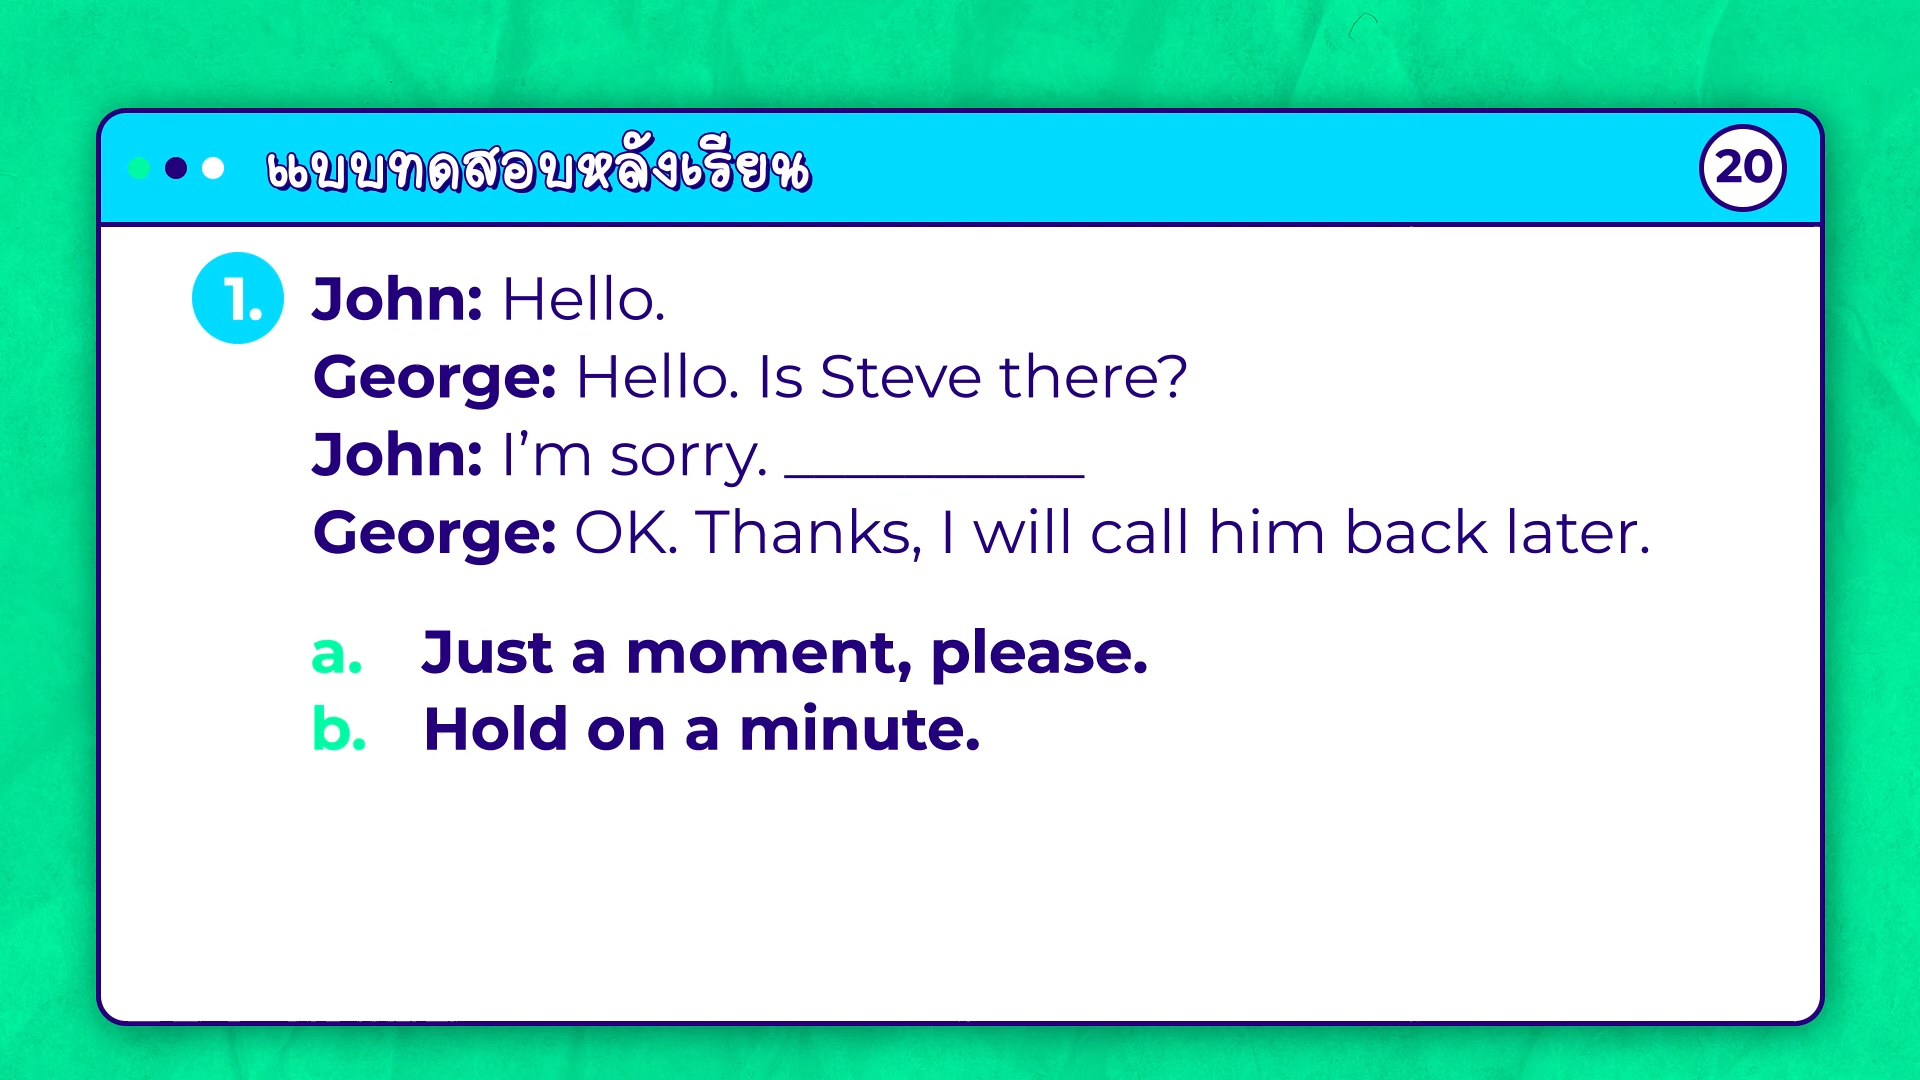 แบบทดสอบหลังเรียน
20
1. John: Hello.
George: Hello. Is Steve there?
John: I’m sorry. __________
George: OK. Thanks, I will call him back later.
a. Just a moment, please.
b. Hold on a minute.